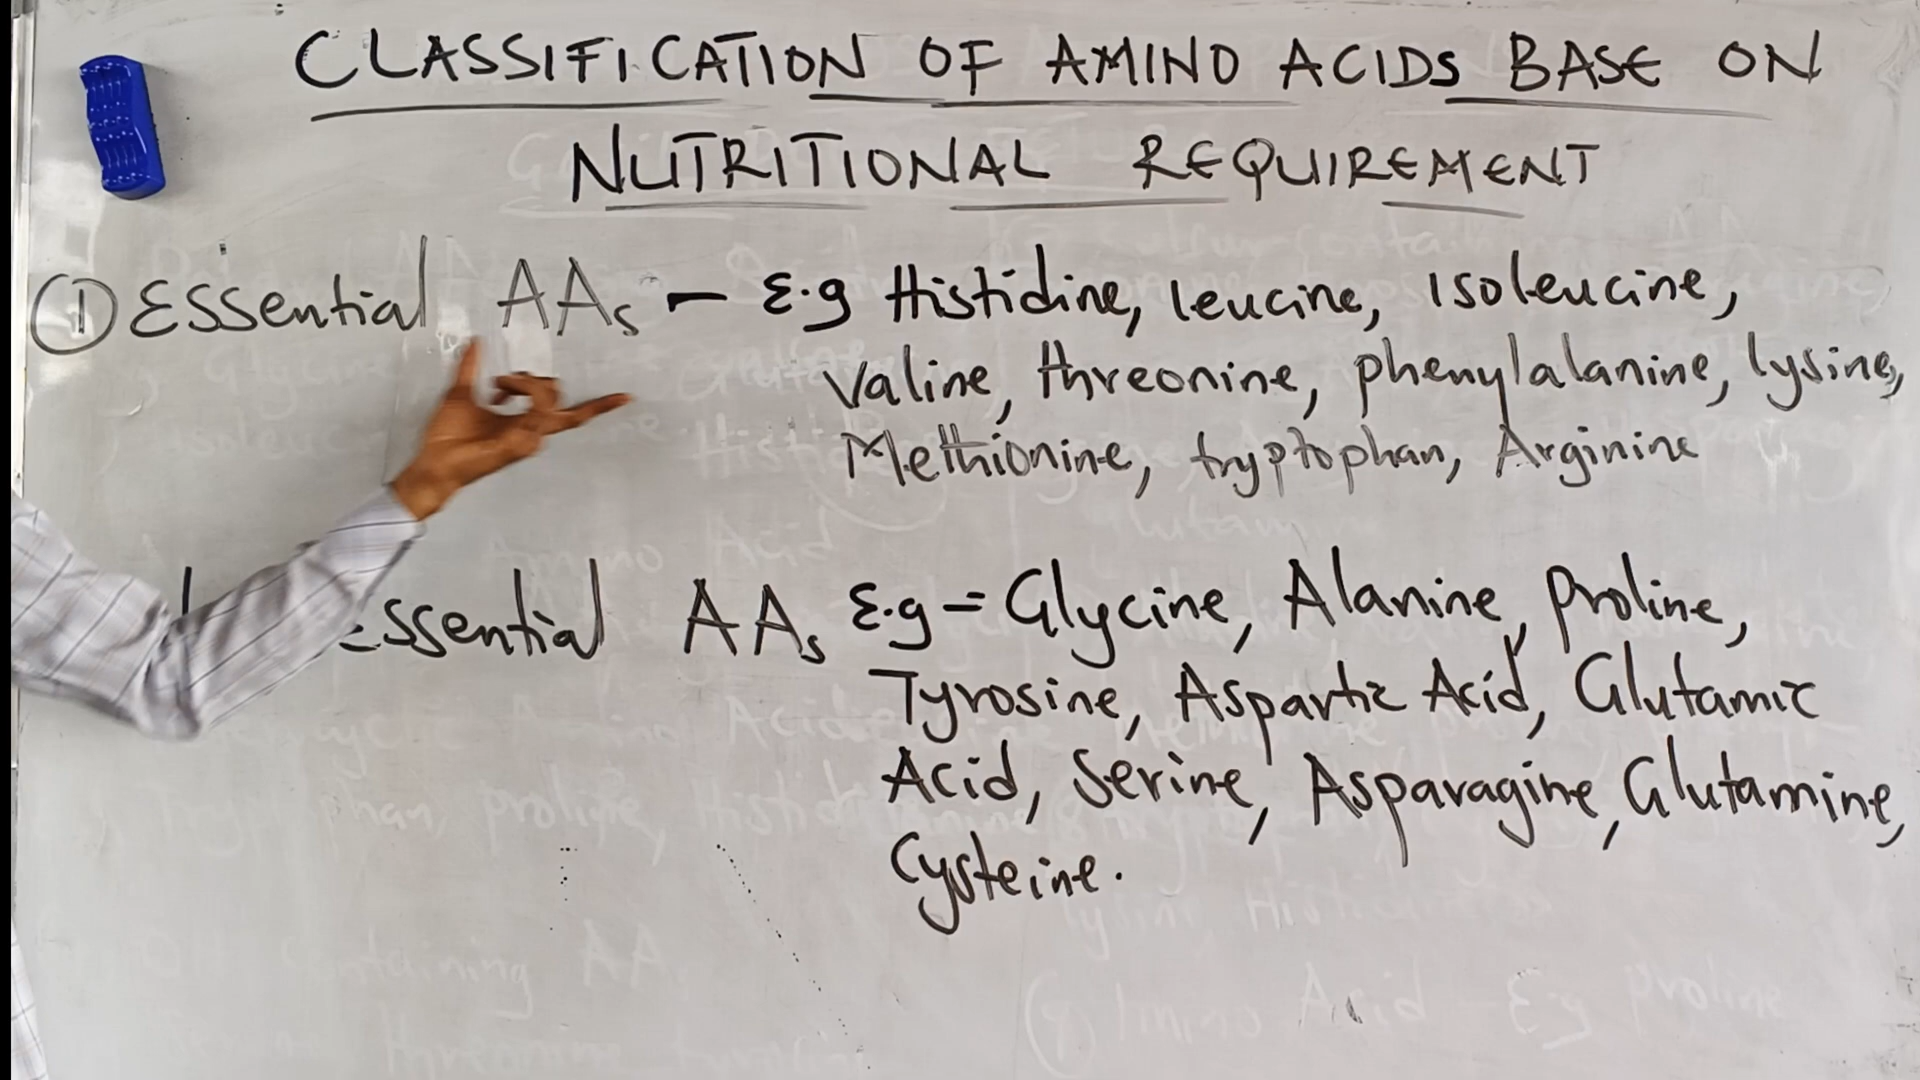 CLASSIFICATION OF AMINO ACIDS BASE ON
NUTRITIONAL REQUIREMENT
① Essential AAs - E.g Histidine, leucine, Isoleucine,
Valine, threonine, phenylalanine, lysine,
Methionine, tryptophan, Arginine
Essential AAs E.g = Glycine, Alanine, proline,
Tyrosine, Aspartic Acid, Glutamic
Acid, Serine, Asparagine, Glutamine,
Cysteine.